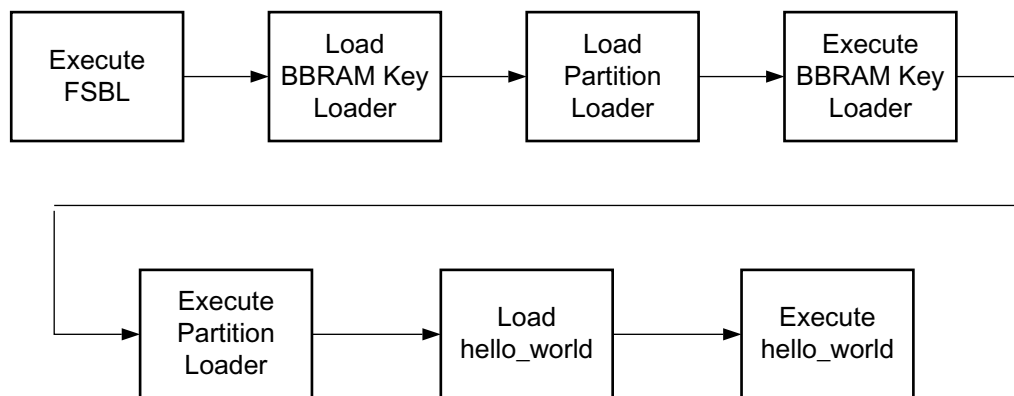 Execute
FSBL
Load
BBRAM Key
Loader
Load
Partition
Loader
Execute
BBRAM Key
Loader
Execute
Partition
Loader
Load
hello_world
Execute
hello_world